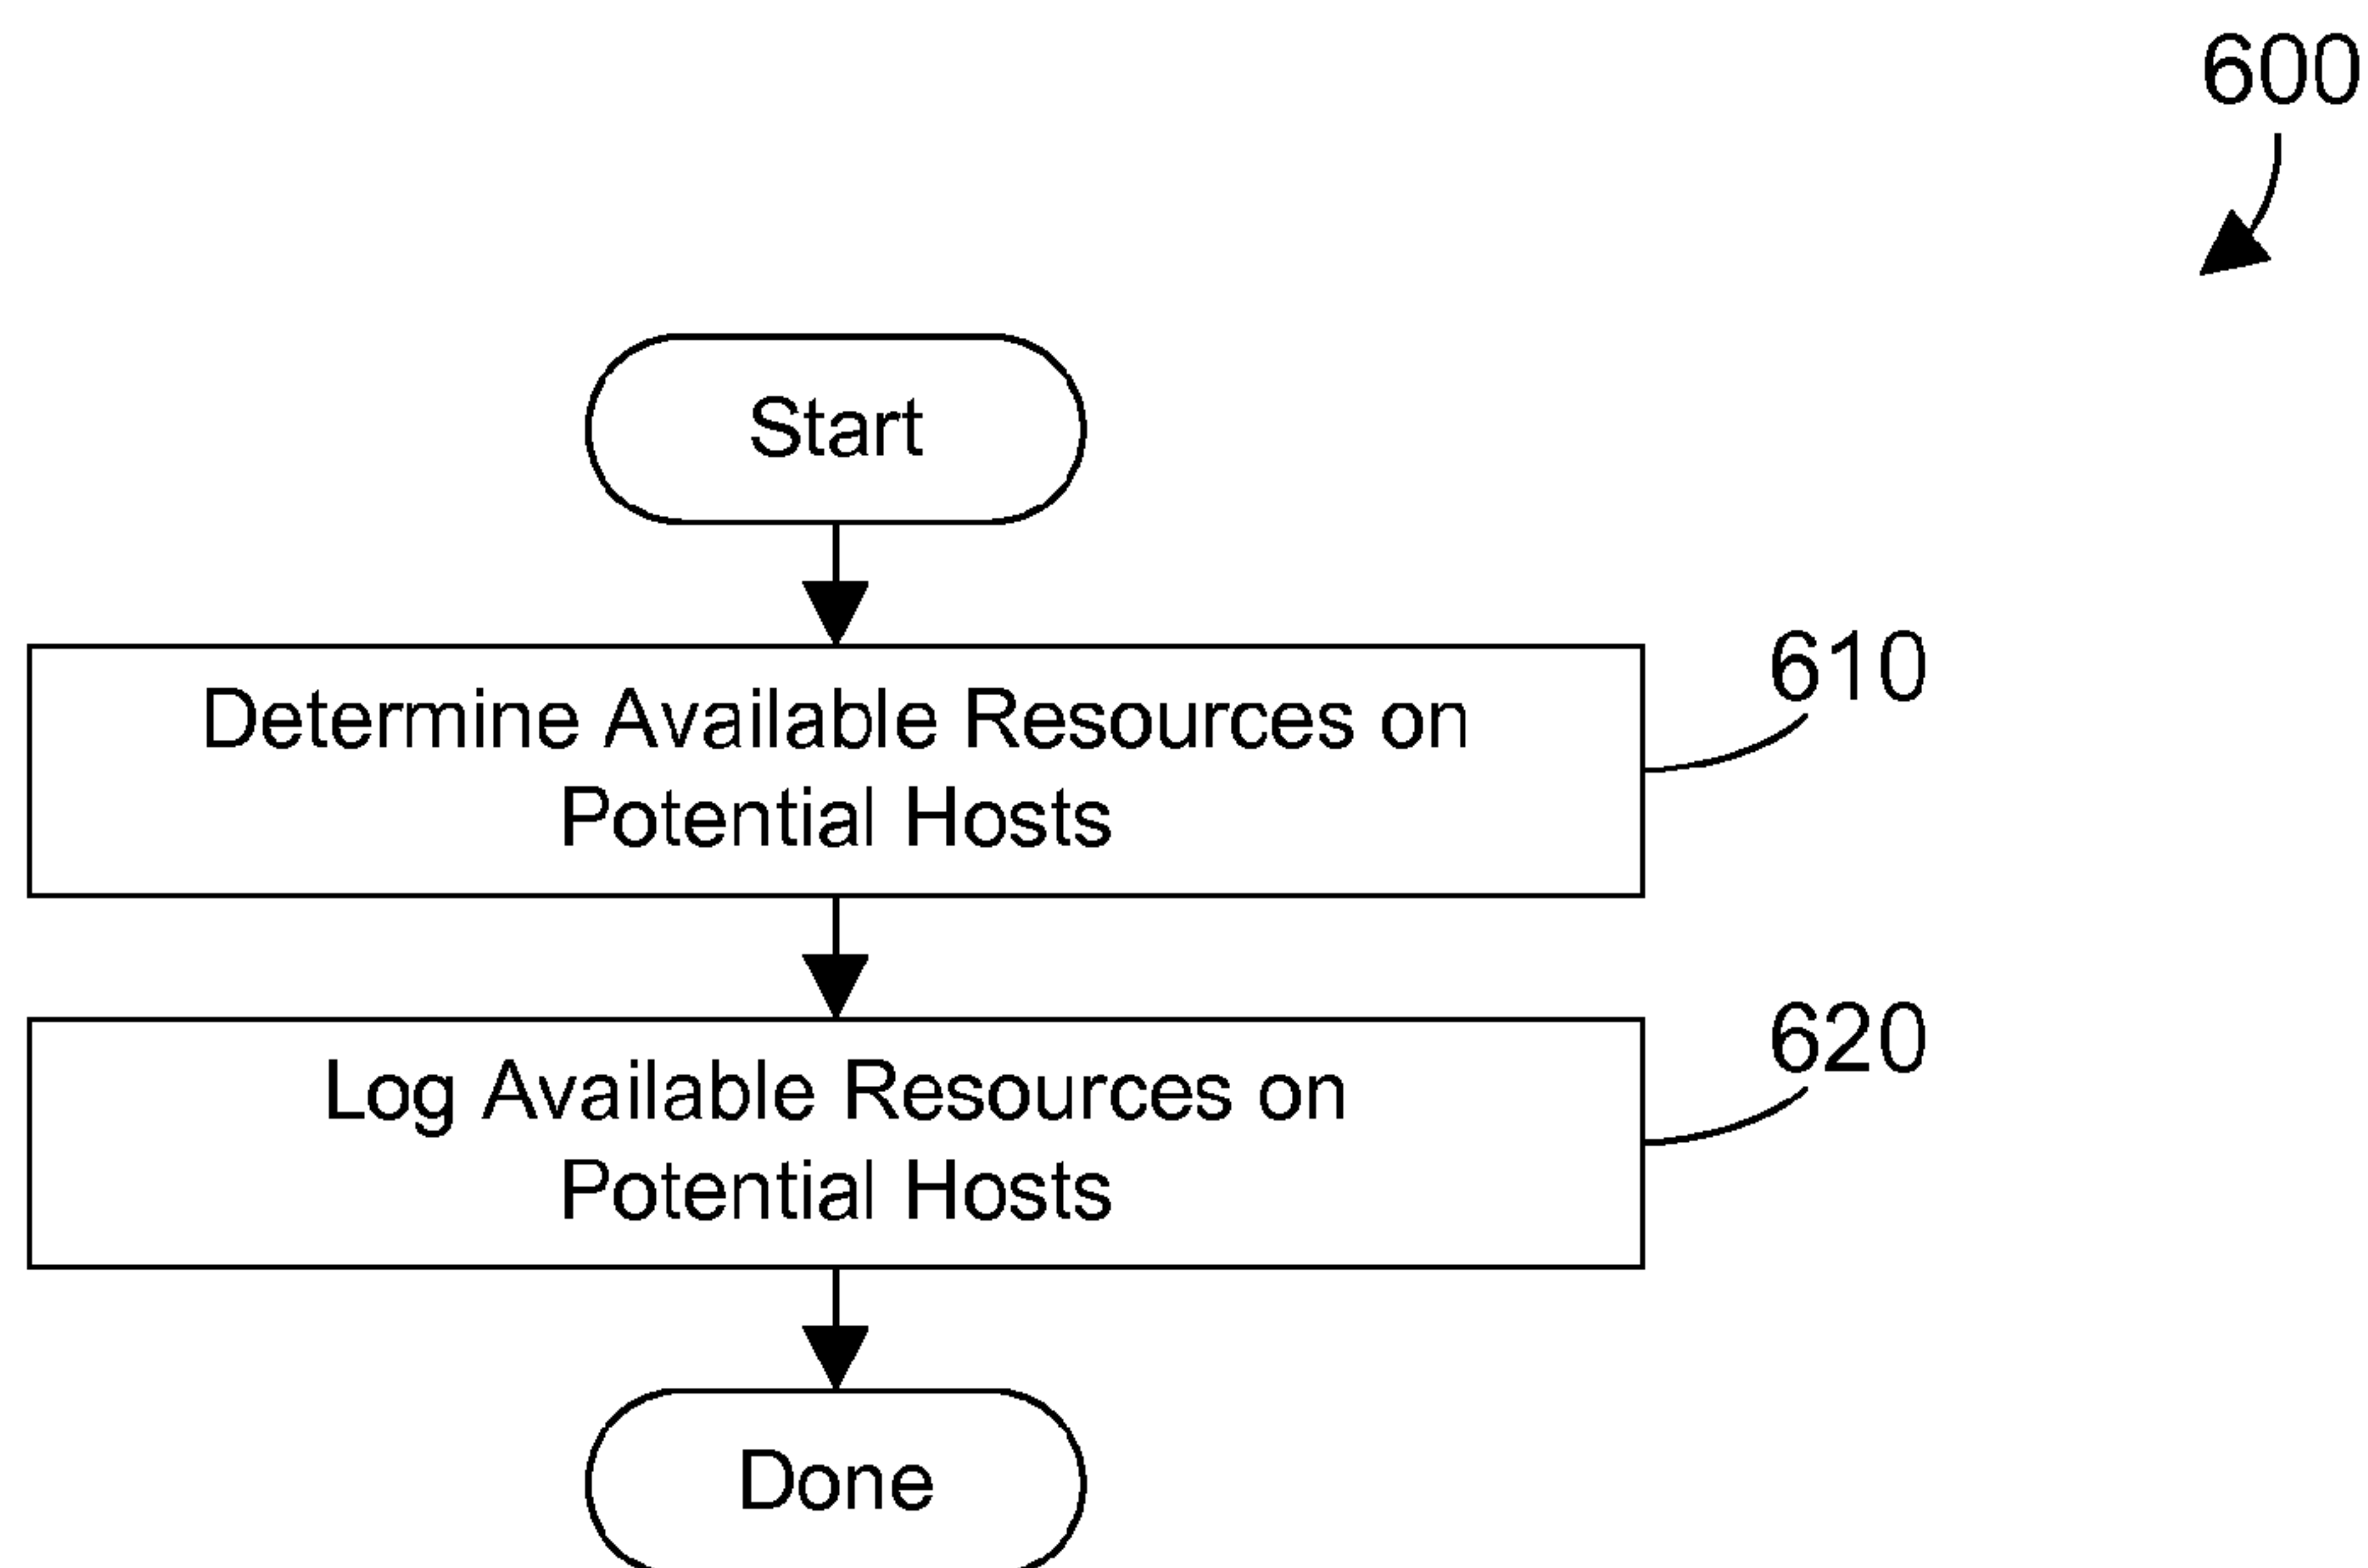 600
Start
Determine Available Resources on
Potential Hosts
610
Log Available Resources on
Potential Hosts
620
Done